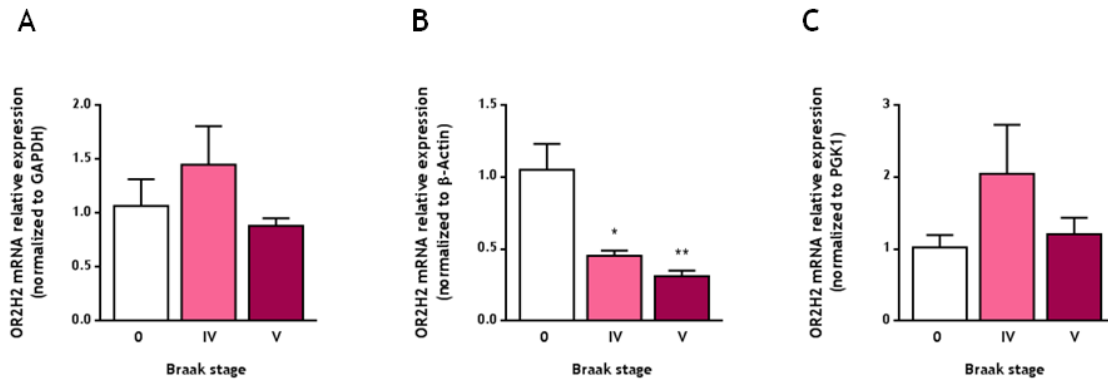 A
OR2H2 mRNA relative expression
(normalized to GAPDH)
2.0
1.5
1.0
0.5
0.0
0 IV V
Braak stage
B
OR2H2 mRNA relative expression
(normalized to β-Actin)
1.5
1.0
0.5
0.0
*
**
0 IV V
Braak stage
C
OR2H2 mRNA relative expression
(normalized to PGK1)
3
2
1
0
0 IV V
Braak stage